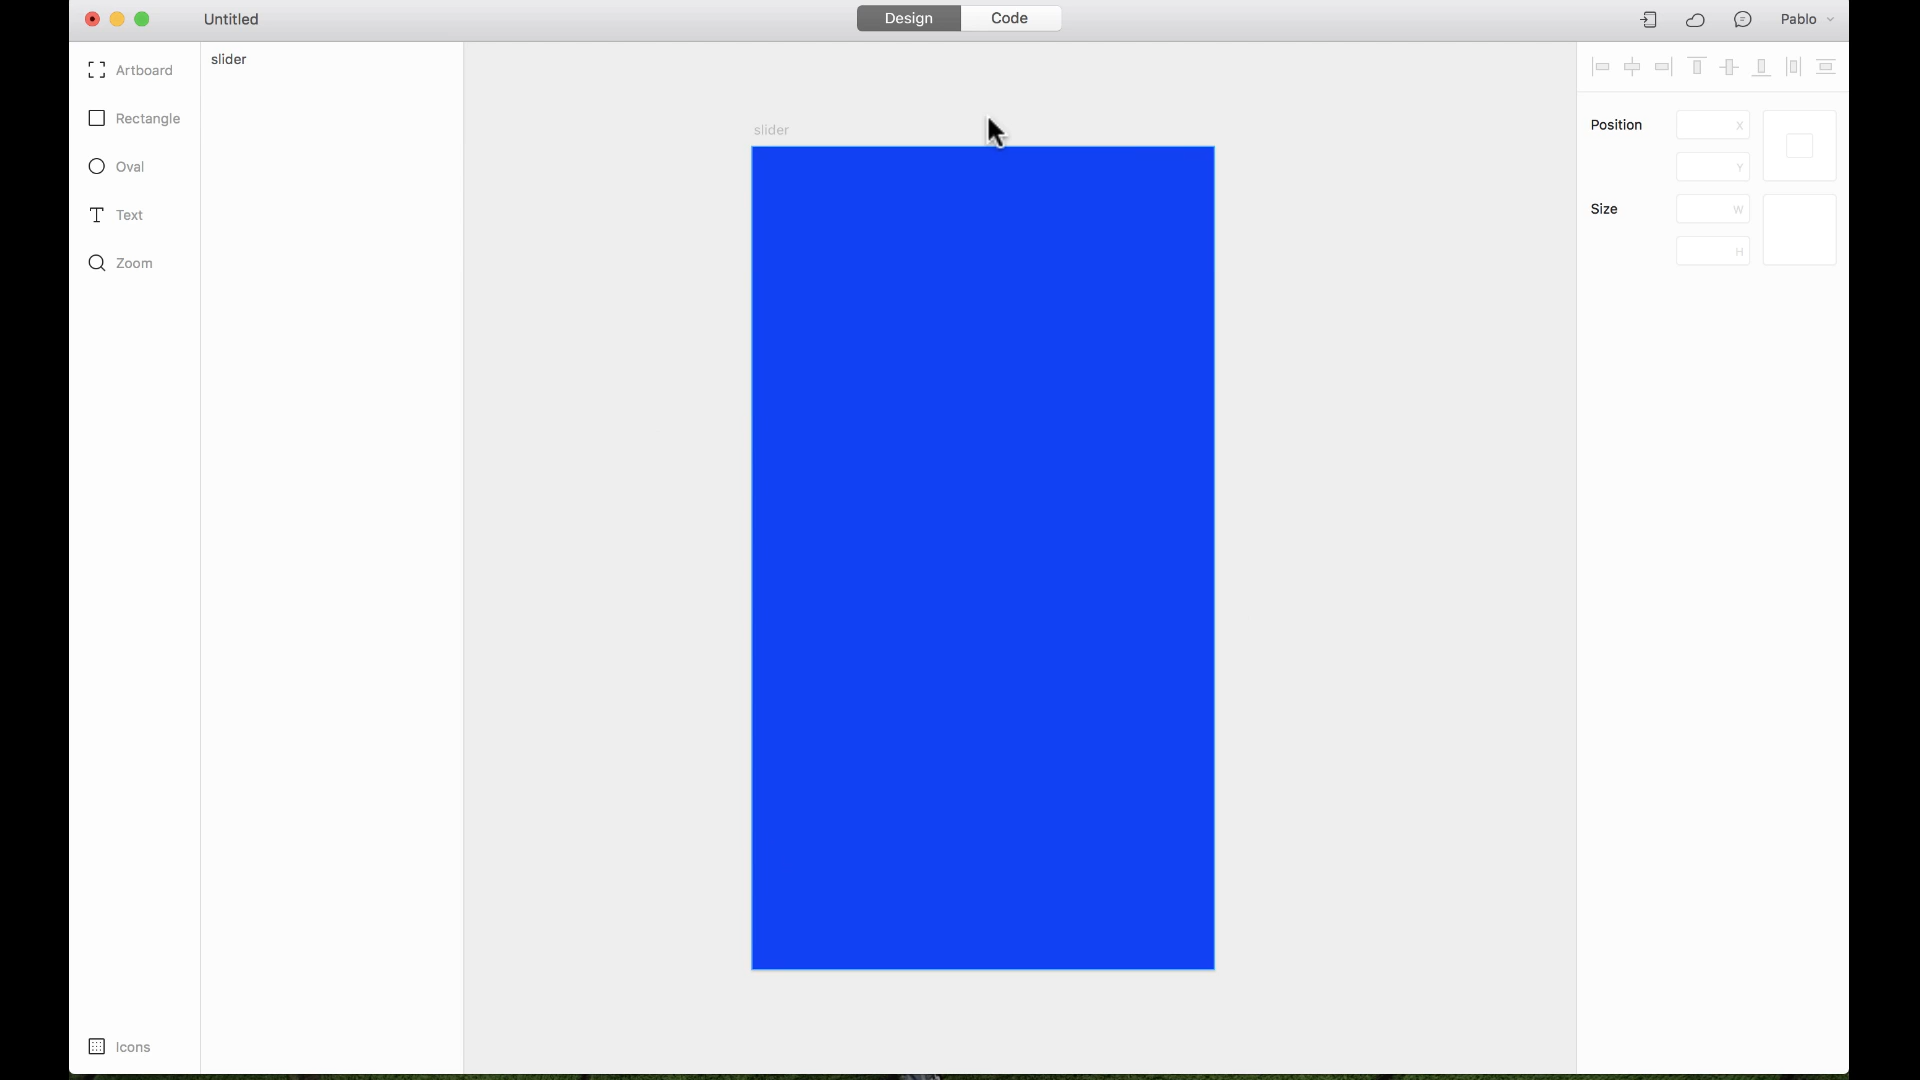 Untitled
Design
Code
Pablo
Artboard
Rectangle
Oval
Text
Zoom
Icons
slider
slider
Position
X
Y
Size
W
H